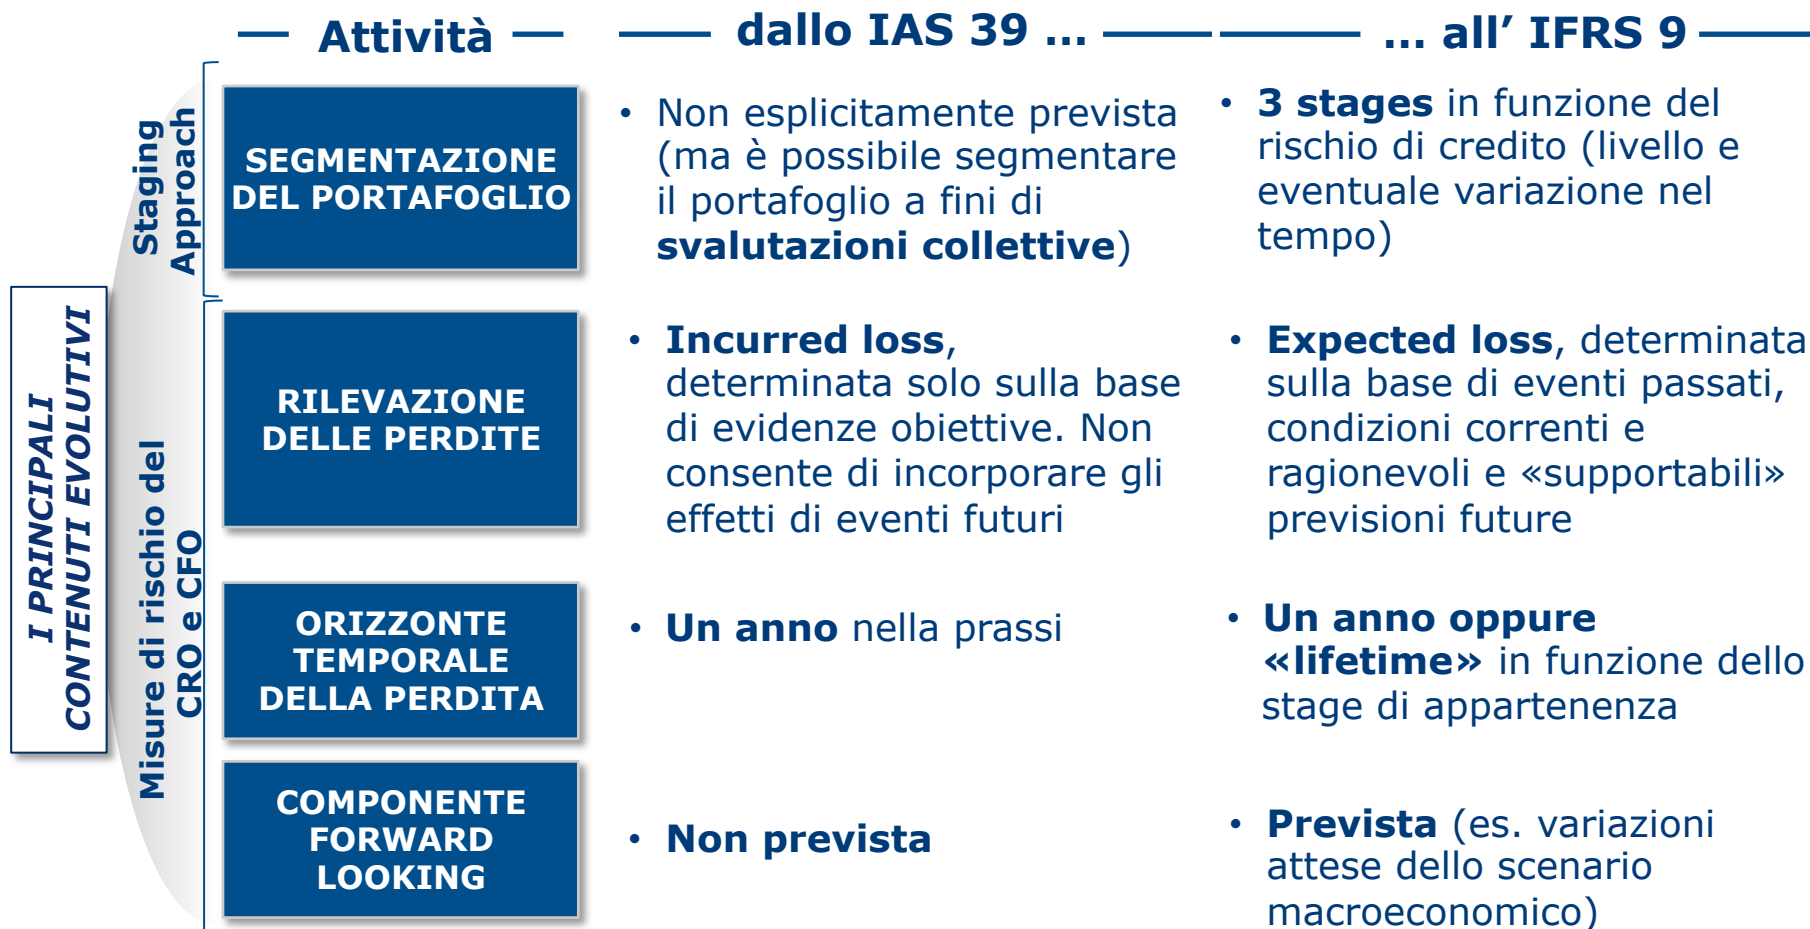 Attività
dallo IAS 39 ...
... all' IFRS 9
I PRINCIPALI
CONTENUTI EVOLUTIVI
Staging
Approach
SEGMENTAZIONE
DEL PORTAFOGLIO
• Non esplicitamente prevista
(ma è possibile segmentare
il portafoglio a fini di
svalutazioni collettive)
• 3 stages in funzione del
rischio di credito (livello e
eventuale variazione nel
tempo)
Misure di rischio del
CRO e CFO
RILEVAZIONE
DELLE PERDITE
• Incurred loss,
determinata solo sulla base
di evidenze obiettive. Non
consente di incorporare gli
effetti di eventi futuri
• Expected loss, determinata
sulla base di eventi passati,
condizioni correnti e
ragionevoli e «supportabili»
previsioni future
ORIZZONTE
TEMPORALE
DELLA PERDITA
• Un anno nella prassi
• Un anno oppure
«lifetime» in funzione dello
stage di appartenenza
COMPONENTE
FORWARD
LOOKING
• Non prevista
• Prevista (es. variazioni
attese dello scenario
macroeconomico)